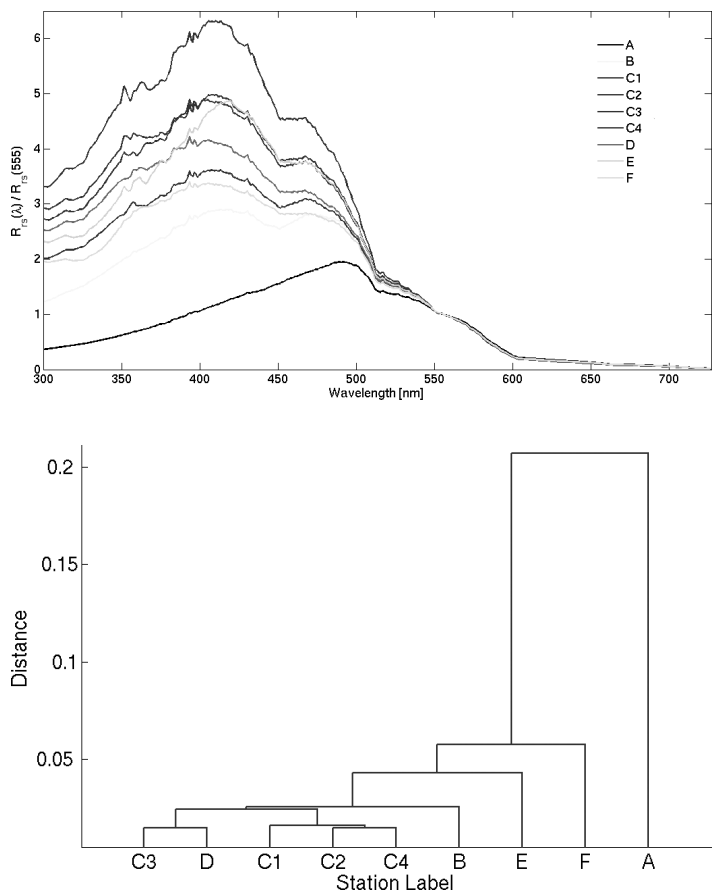 6
5
4
3
2
1
0
R_rs(λ) / R_rs(555)
300 350 400 450 500 550 600 650 700
Wavelength [nm]
A
B
C1
C2
C3
C4
D
E
F
0.2
0.15
0.1
0.05
Distance
C3 D C1 C2 C4 B E F A
Station Label